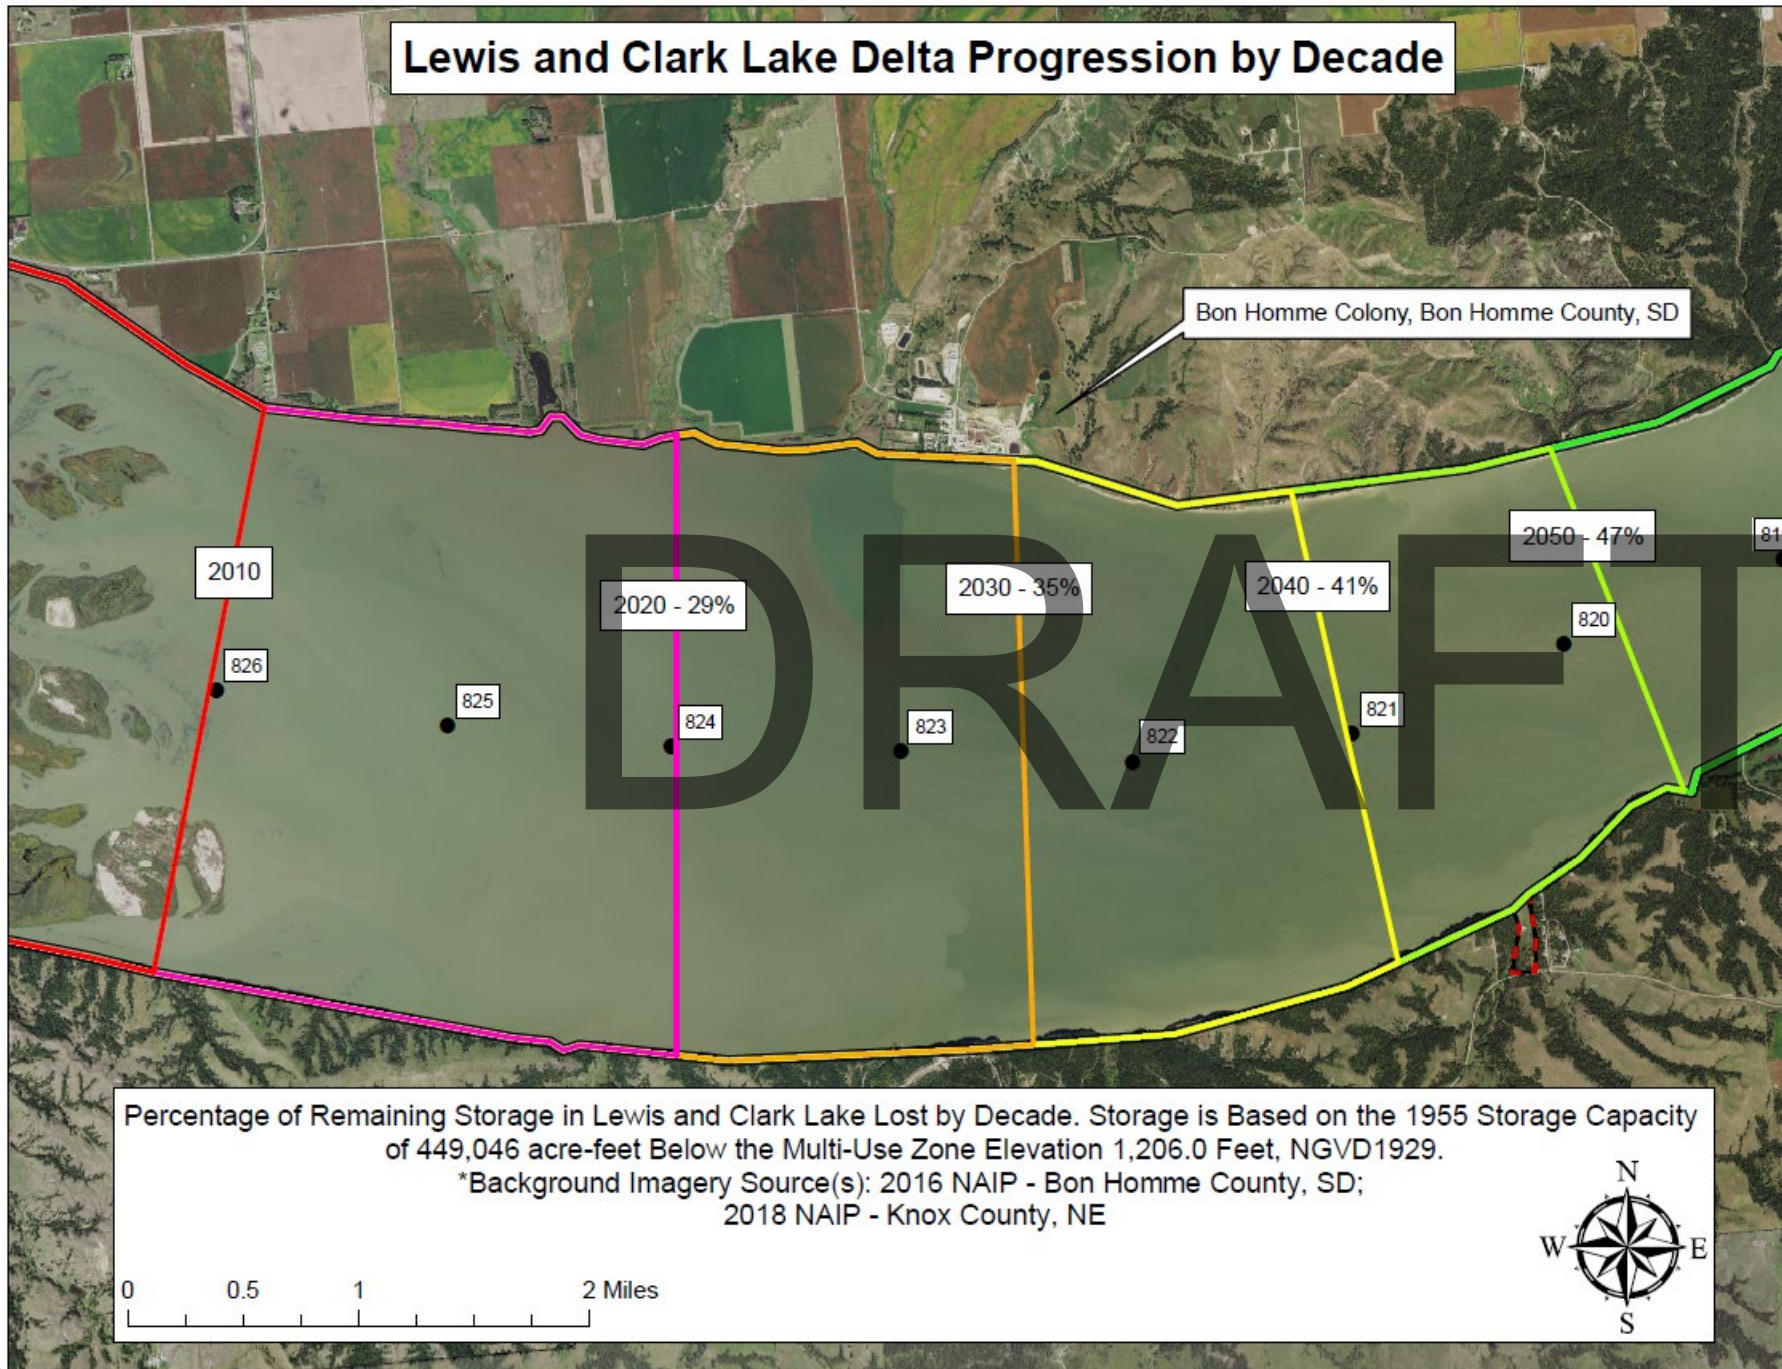 Lewis and Clark Lake Delta Progression by Decade
Bon Homme Colony, Bon Homme County, SD
2010
2020 - 29%
2030 - 35%
2040 - 41%
2050 - 47%
81
826
825
824
823
822
821
820
DRAFT
Percentage of Remaining Storage in Lewis and Clark Lake Lost by Decade. Storage is Based on the 1955 Storage Capacity
of 449,046 acre-feet Below the Multi-Use Zone Elevation 1,206.0 Feet, NGVD1929.
*Background Imagery Source(s): 2016 NAIP - Bon Homme County, SD;
2018 NAIP - Knox County, NE
0 0.5 1 2 Miles
N
W E
S